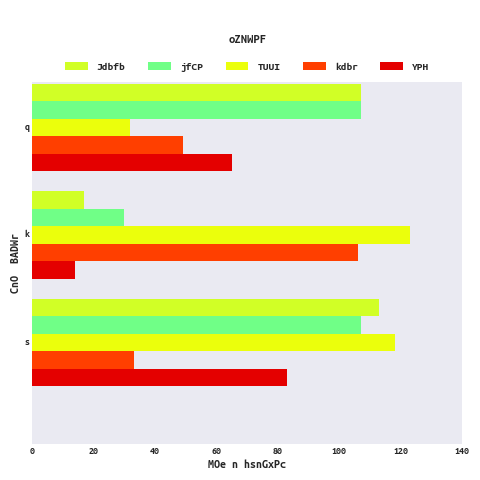 oZNWPF
Jdbfb jfCP TUUI kdbr YPH
q
k
s
CnO BADWr
0 20 40 60 80 100 120 140
MOe n hsnGxPc